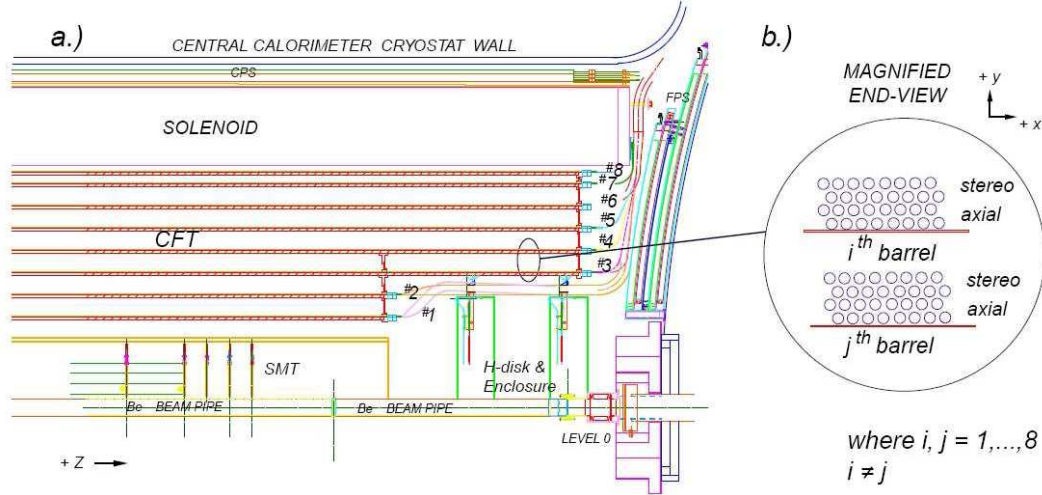 a.)
CENTRAL CALORIMETER CRYOSTAT WALL
CPS
SOLENOID
FPS
#8
#7
#6
#5
CFT
#4
#3
#2
#1
SMT
H-disk &
Enclosure
Be BEAM PIPE
Be BEAM PIPE
LEVEL 0
+ Z
b.)
MAGNIFIED
END-VIEW
+ y
+ x
stereo
axial
i th barrel
stereo
axial
j th barrel
where i, j = 1,...,8
i ≠ j